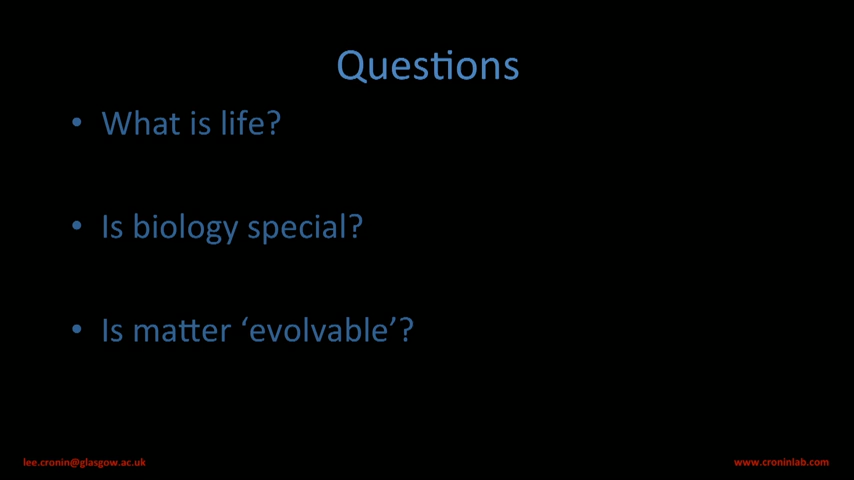 Questions
• What is life?
• Is biology special?
• Is matter ‘evolvable’?
lee.cronin@glasgow.ac.uk
www.croninlab.com